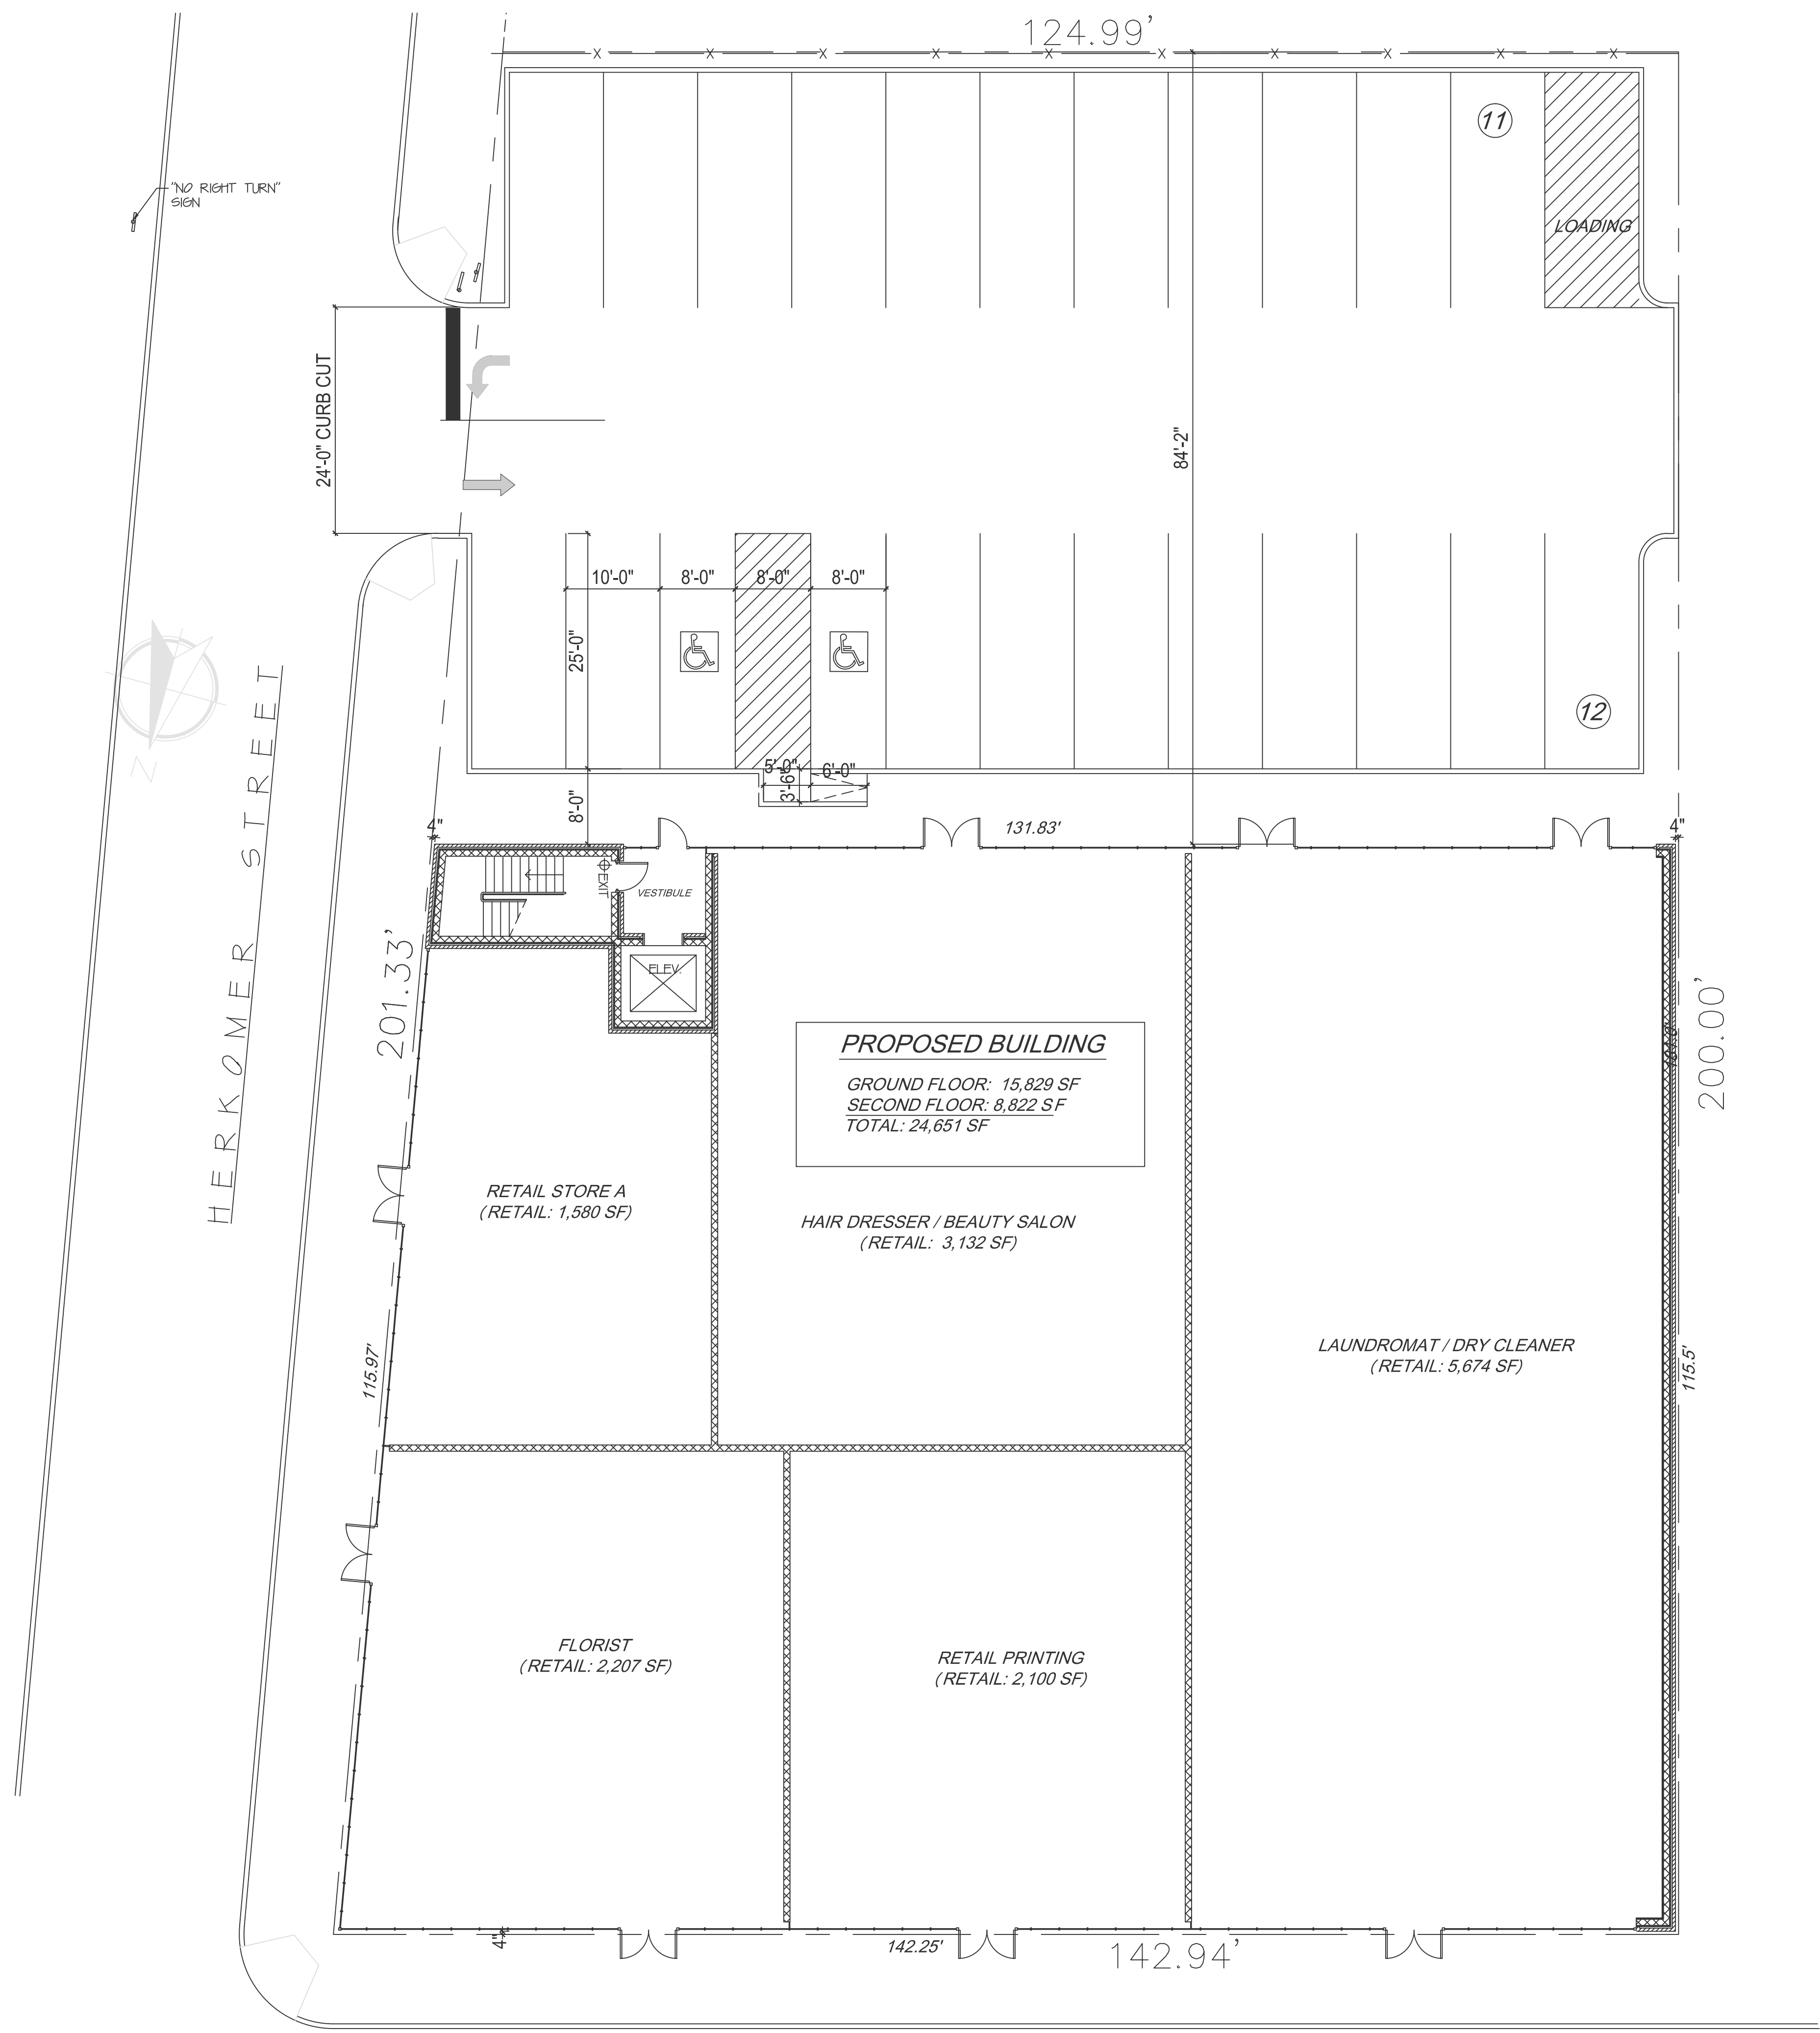 124.99'
"NO RIGHT TURN"
SIGN
11
LOADING
24'-0" CURB CUT
84'-2"
10'-0"
8'-0"
8'-0"
8'-0"
25'-0"
12
5'-0"
6'-0"
3'-6"
8'-0"
N
HERKOMER STREET
4"
131.83'
4"
EXIT
VESTIBULE
ELEV.
201.33'
200.00'
PROPOSED BUILDING
GROUND FLOOR: 15,829 SF
SECOND FLOOR: 8,822 SF
TOTAL: 24,651 SF
RETAIL STORE A
(RETAIL: 1,580 SF)
HAIR DRESSER / BEAUTY SALON
(RETAIL: 3,132 SF)
LAUNDROMAT / DRY CLEANER
(RETAIL: 5,674 SF)
115.97'
115.5'
FLORIST
(RETAIL: 2,207 SF)
RETAIL PRINTING
(RETAIL: 2,100 SF)
4"
142.25'
142.94'